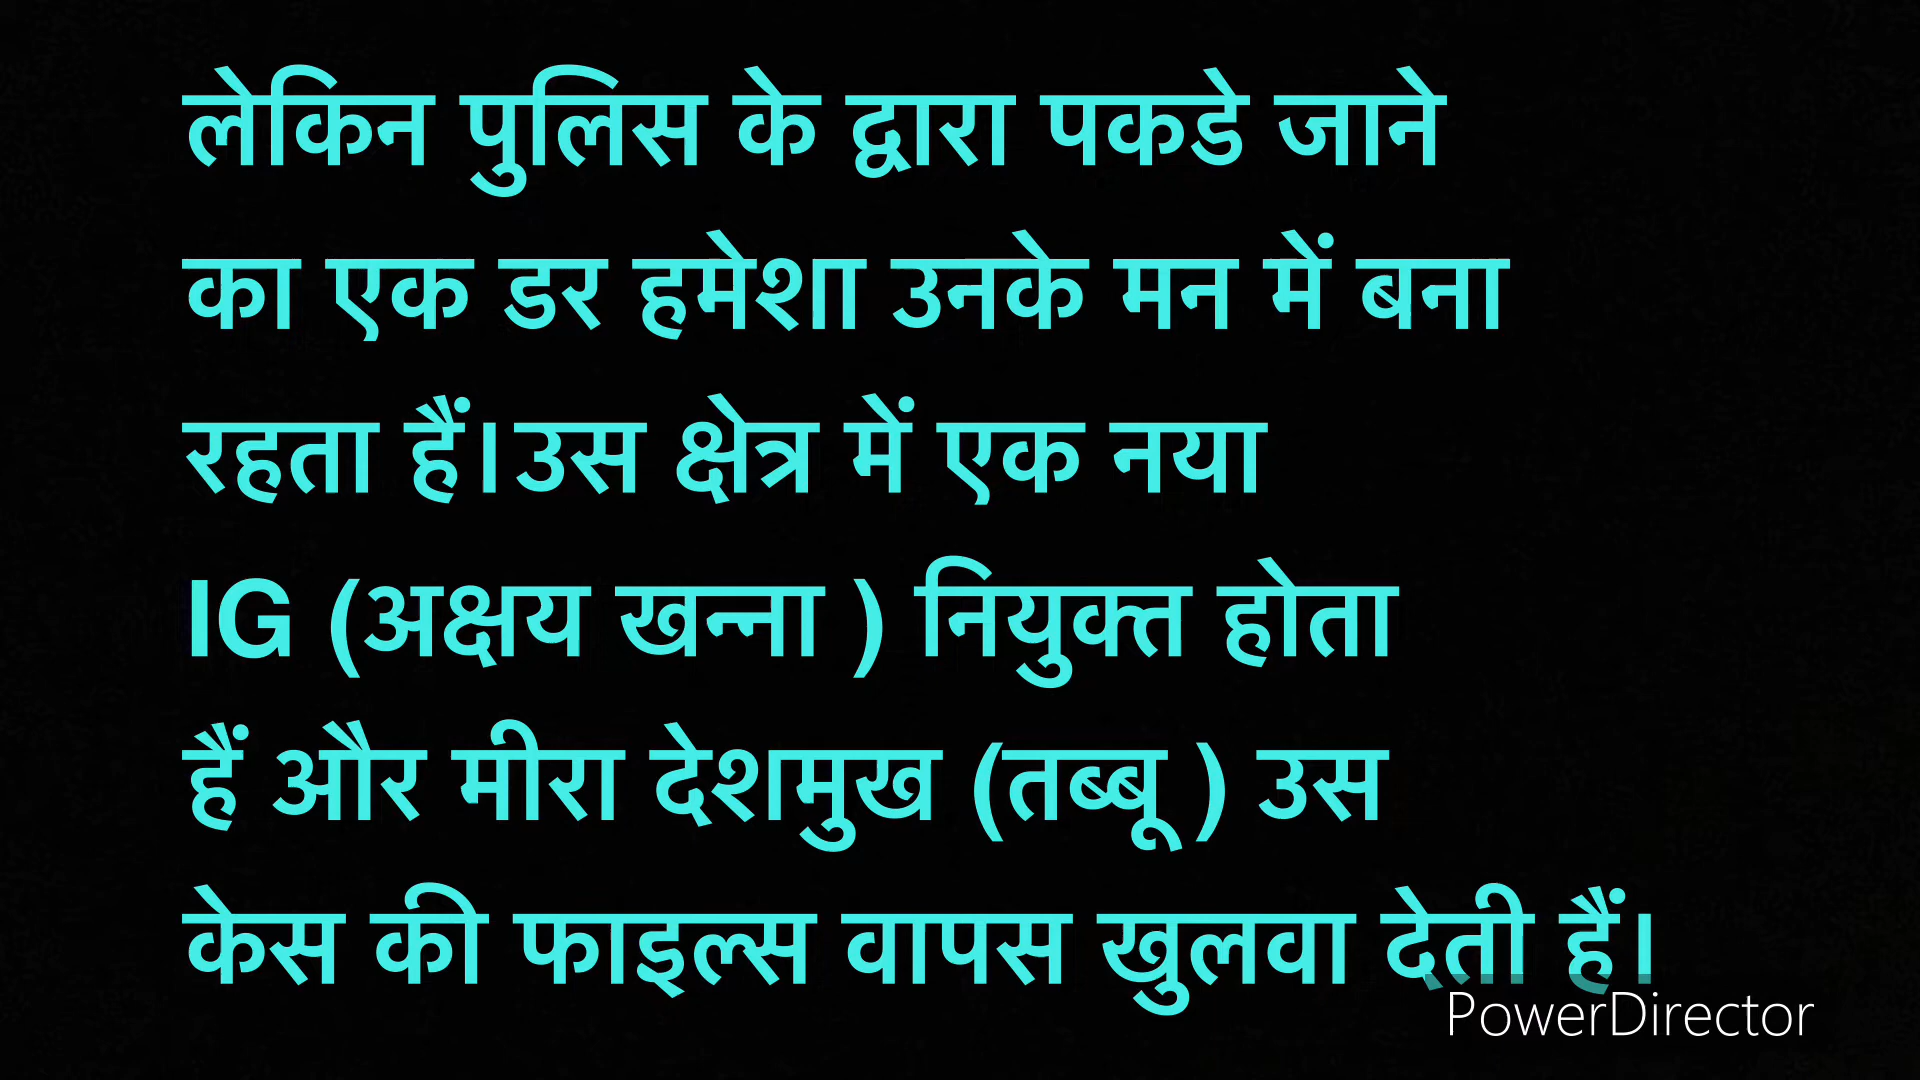 लेकिन पुलिस के द्वारा पकडे जाने
का एक डर हमेशा उनके मन में बना
रहता हैं।उस क्षेत्र में एक नया
IG (अक्षय खन्ना ) नियुक्त होता
हैं और मीरा देशमुख (तब्बू ) उस
केस की फाइल्स वापस खुलवा देती हैं।
PowerDirector